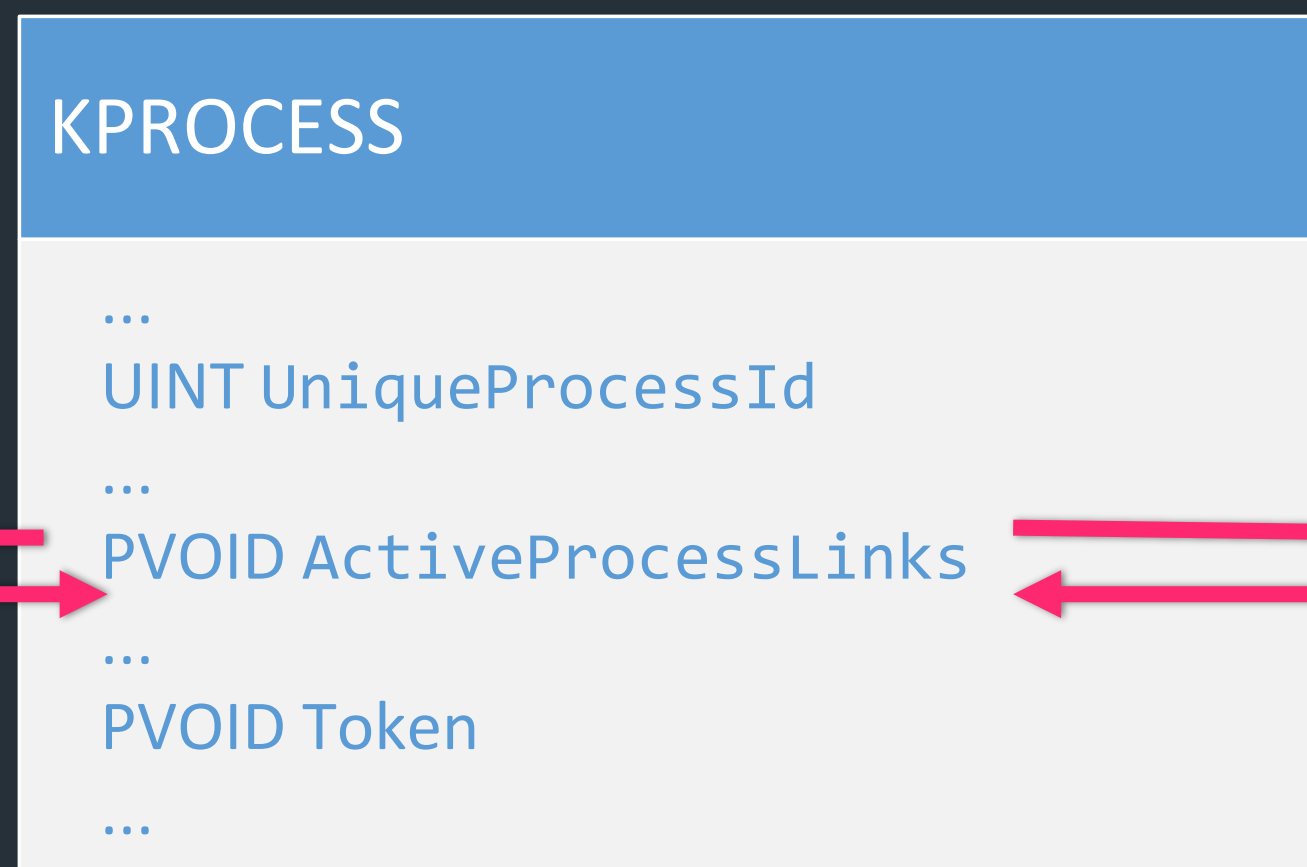 KPROCESS
...
UINT UniqueProcessId
...
PVOID ActiveProcessLinks
...
PVOID Token
...